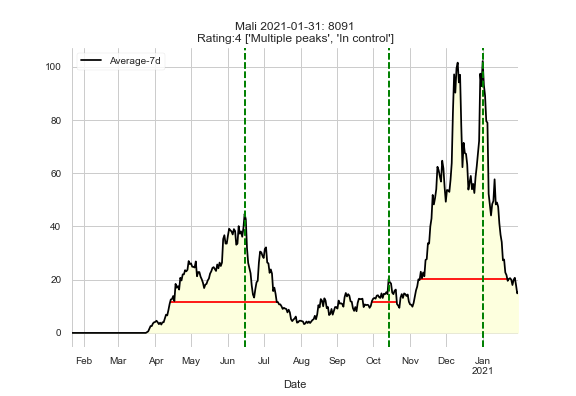 Mali 2021-01-31: 8091
Rating:4 ['Multiple peaks', 'In control']
Average-7d
100
80
60
40
20
0
Feb Mar Apr May Jun Jul Aug Sep Oct Nov Dec Jan
2021
Date